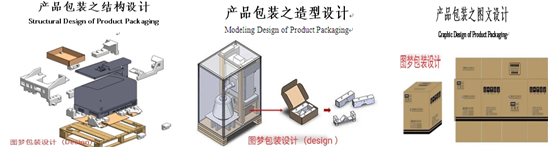 产品包装之结构设计
Structural Design of Product Packaging
图梦包装设计（Design）
产品包装之造型设计
Modeling Design of Product Packaging
图梦包装设计（design ）
产品包装之图文设计
Graphic Design of Product Packaging
图梦包装设计